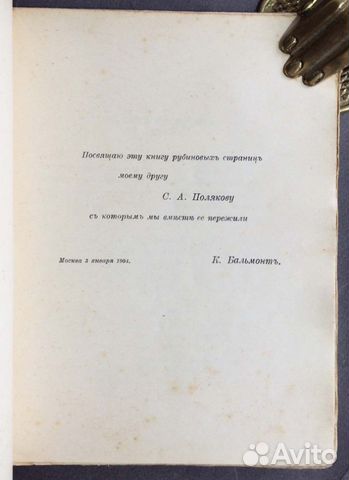 Посвящаю эту книгу рубиновыхъ страницъ
моему другу
С. А. Полякову
съ которымъ мы вмѣстѣ ее пережили
Москва 3 января 1904.
К. Бальмонтъ.
Avito